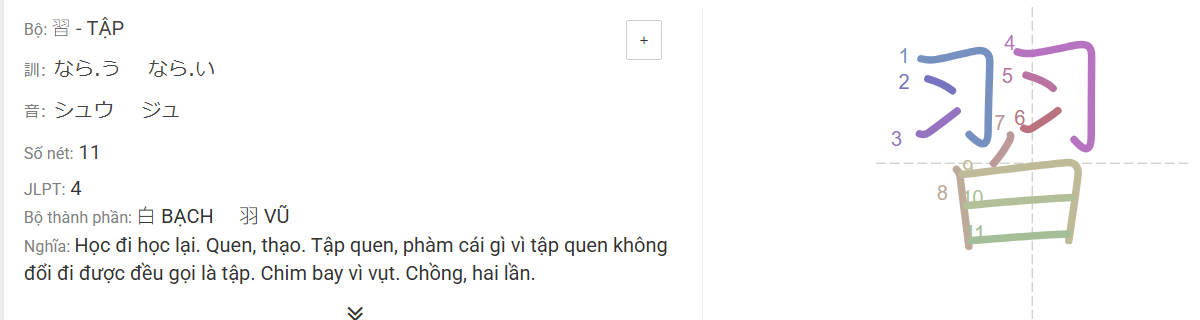 Bộ: 習 - TẬP
+
訓: なら.う なら.い
音: シュウ ジュ
Số nét: 11
JLPT: 4
Bộ thành phần: 白 BẠCH 羽 VŨ
Nghĩa: Học đi học lại. Quen, thạo. Tập quen, phàm cái gì vì tập quen không
đổi đi được đều gọi là tập. Chim bay vì vụt. Chồng, hai lần.
習
1
2
3
4
5
6
7
8
9
10
11